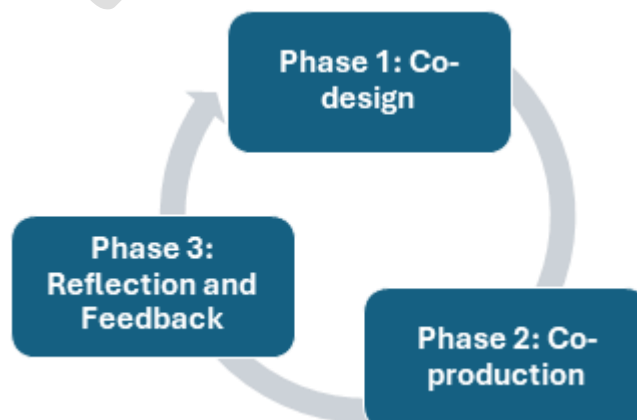 Phase 1: Co-
design
Phase 2: Co-
production
Phase 3:
Reflection and
Feedback